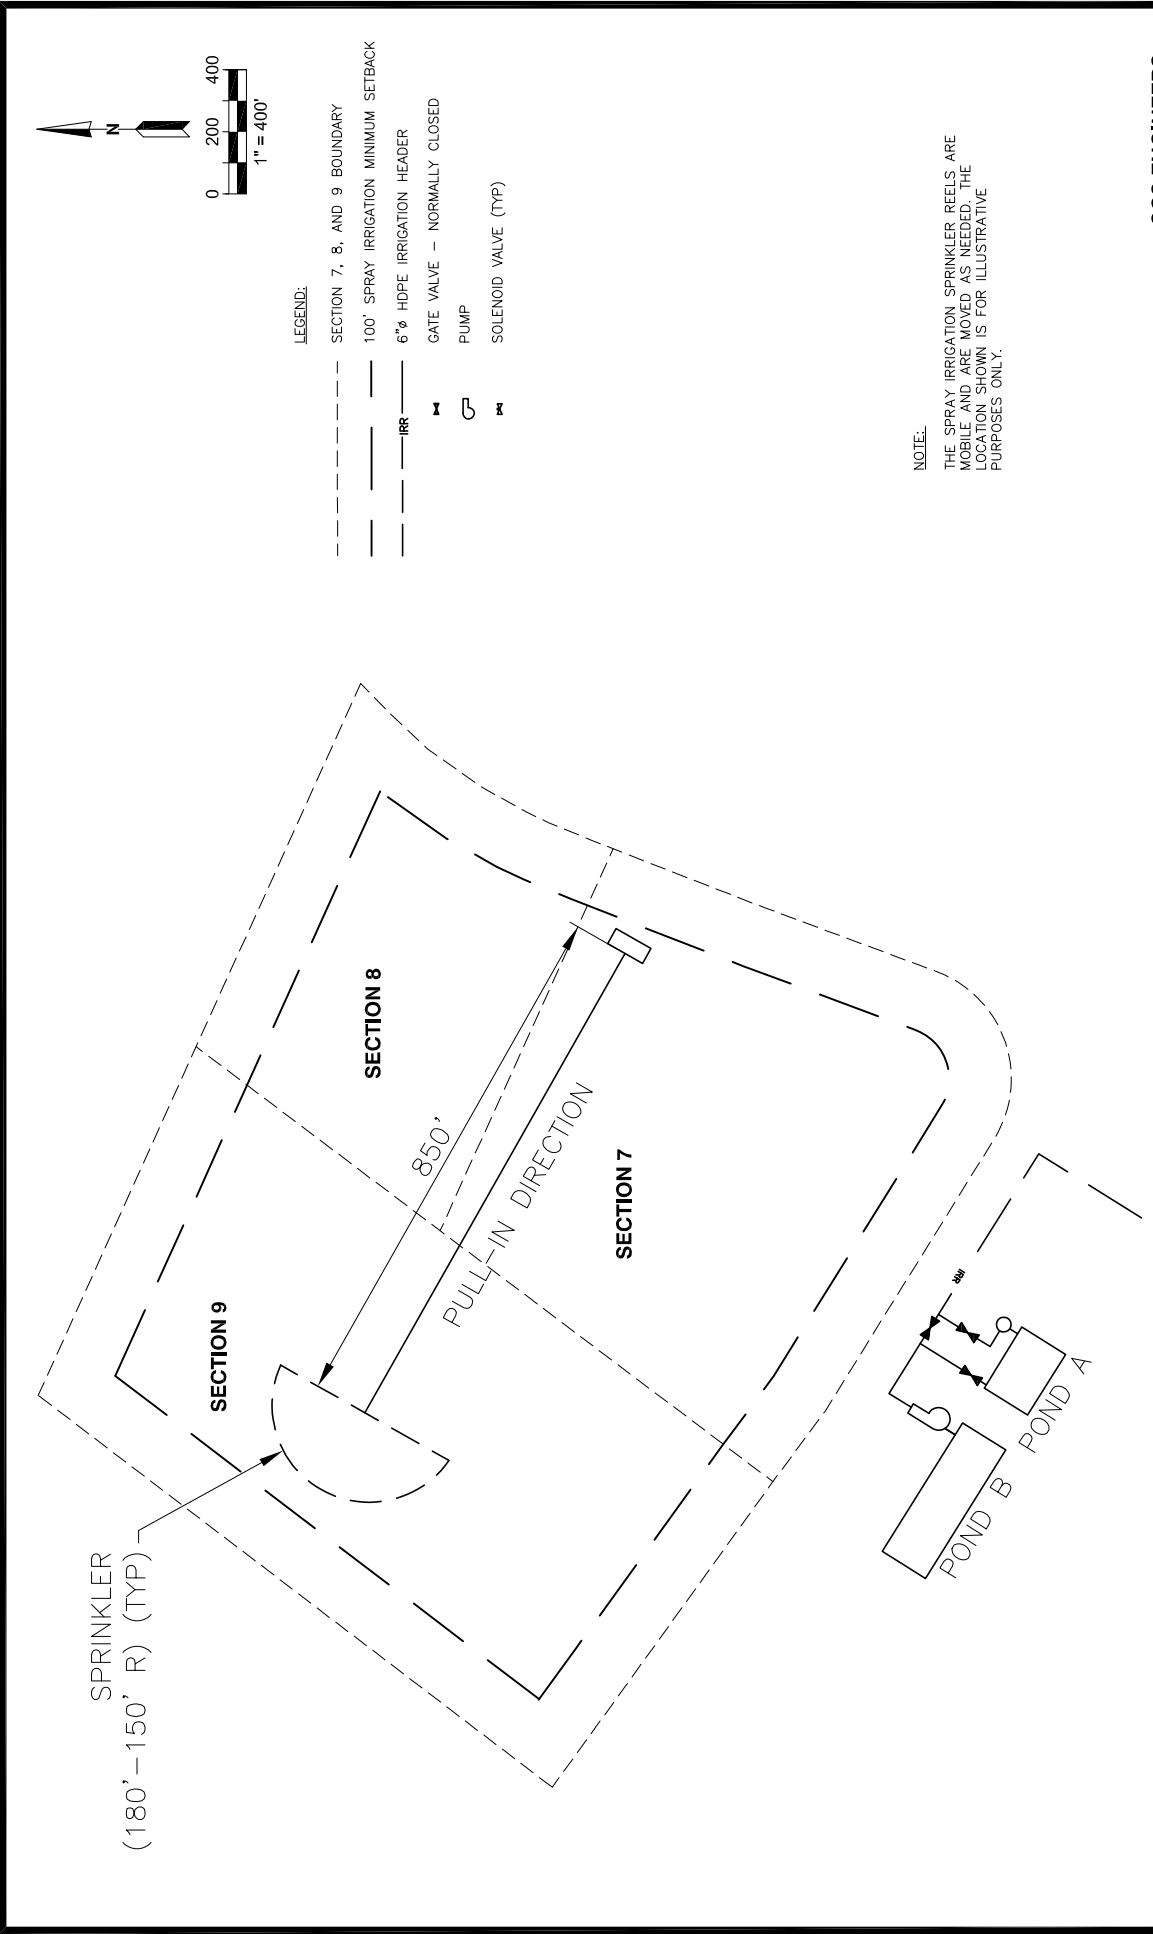 N
0 200 400
1" = 400'
LEGEND:
SECTION 7, 8, AND 9 BOUNDARY
100' SPRAY IRRIGATION MINIMUM SETBACK
IRR
6"ø HDPE IRRIGATION HEADER
GATE VALVE – NORMALLY CLOSED
PUMP
SOLENOID VALVE (TYP)
SPRINKLER
(180'–150' R) (TYP)
SECTION 9
SECTION 8
850'
PULL–IN DIRECTION
SECTION 7
IRR
POND B
POND A
NOTE:
THE SPRAY IRRIGATION SPRINKLER REELS ARE
MOBILE AND ARE MOVED AS NEEDED. THE
LOCATION SHOWN IS FOR ILLUSTRATIVE
PURPOSES ONLY.